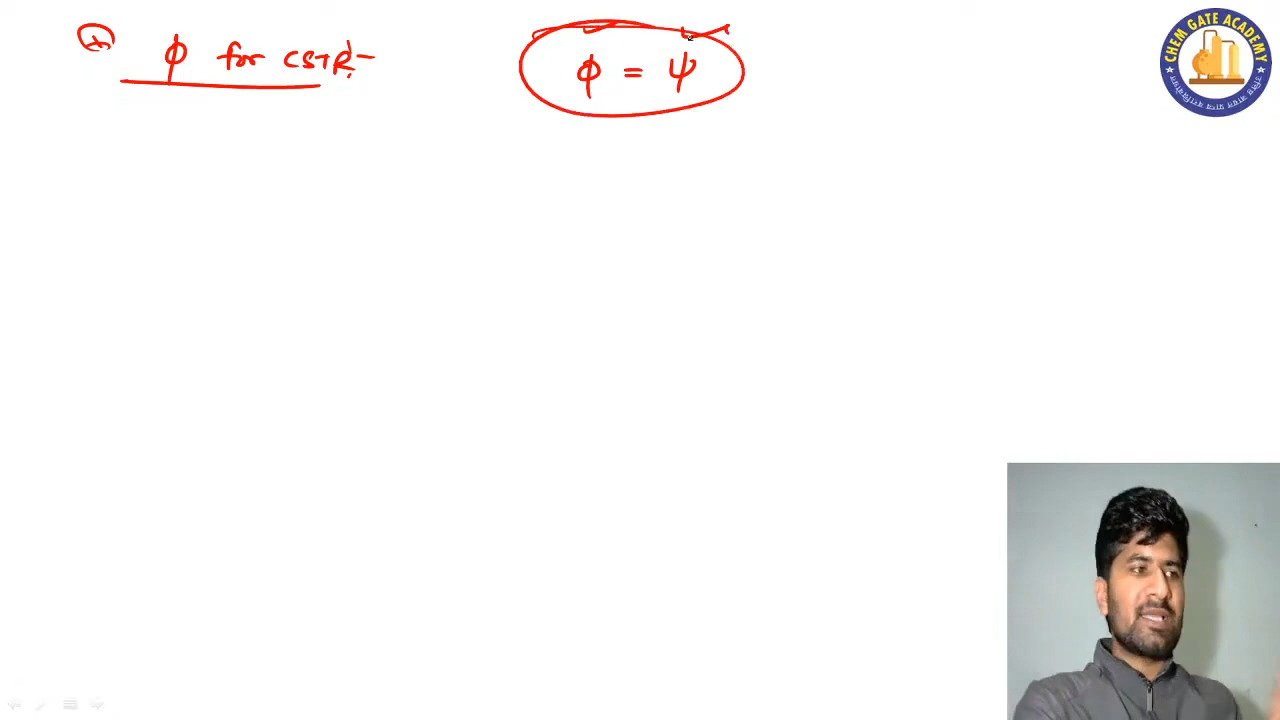 ϕ for CSTR:-
ϕ = ψ
CHEM GATE ACADEMY